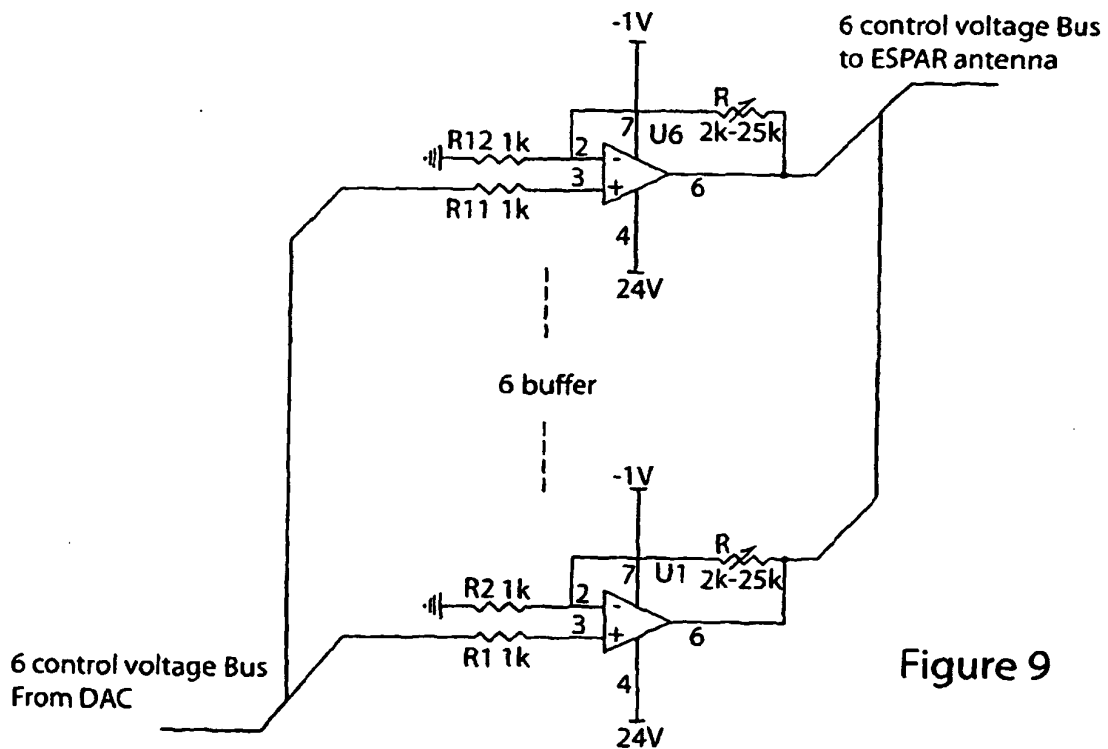 -1V
6 control voltage Bus
to ESPAR antenna
R
7
U6
2k-25k
R12 1k
2
-
3
+
6
R11 1k
4
24V
6 buffer
-1V
R
7
U1
2k-25k
R2 1k
2
-
3
+
6
R1 1k
4
24V
6 control voltage Bus
From DAC
Figure 9